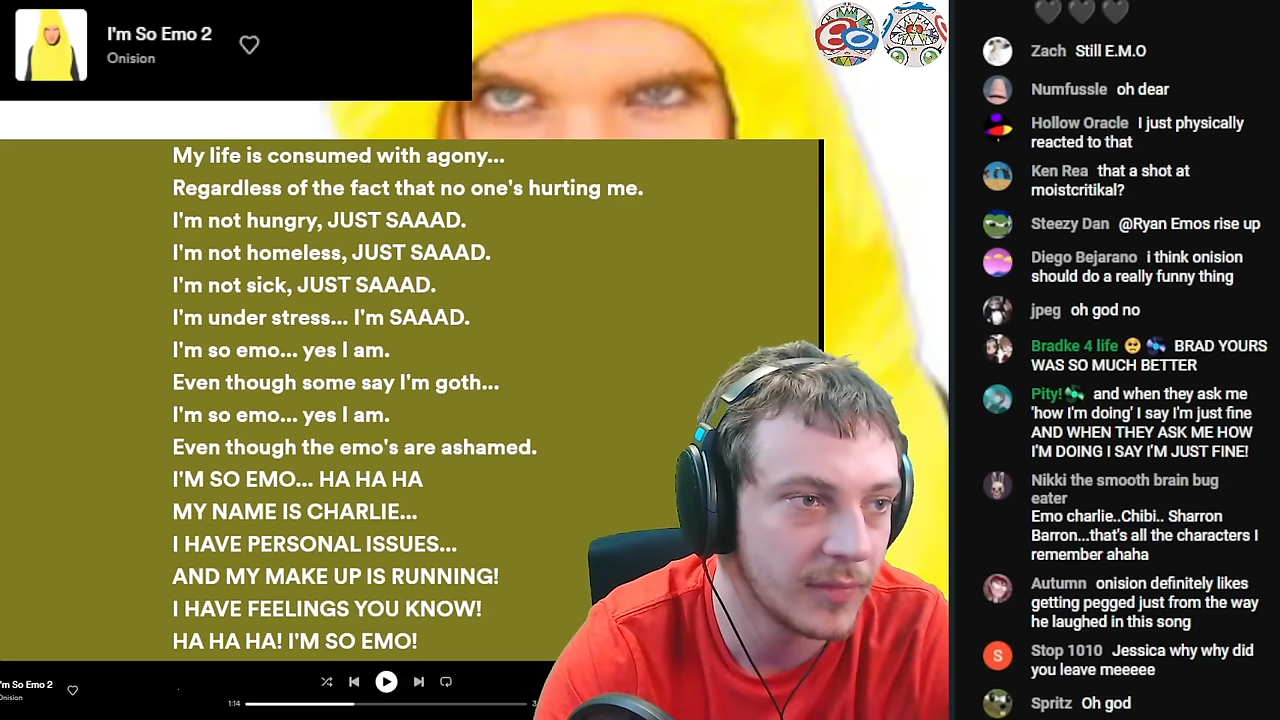 I'm So Emo 2
Onision
My life is consumed with agony...
Regardless of the fact that no one's hurting me.
I'm not hungry, JUST SAAAD.
I'm not homeless, JUST SAAAD.
I'm not sick, JUST SAAAD.
I'm under stress... I'm SAAAD.
I'm so emo... yes I am.
Even though some say I'm goth...
I'm so emo... yes I am.
Even though the emo's are ashamed.
I'M SO EMO... HA HA HA
MY NAME IS CHARLIE...
I HAVE PERSONAL ISSUES...
AND MY MAKE UP IS RUNNING!
I HAVE FEELINGS YOU KNOW!
HA HA HA! I'M SO EMO!
'm So Emo 2
Onision
1:14
3
Zach Still E.M.O
Numfussle oh dear
Hollow Oracle I just physically
reacted to that
Ken Rea that a shot at
moistcritikal?
Steezy Dan @Ryan Emos rise up
Diego Bejarano i think onision
should do a really funny thing
jpeg oh god no
Bradke 4 life 🥺 BRAD YOURS
WAS SO MUCH BETTER
Pity! and when they ask me
'how I'm doing' I say I'm just fine
AND WHEN THEY ASK ME HOW
I'M DOING I SAY I'M JUST FINE!
Nikki the smooth brain bug
eater
Emo charlie..Chibi.. Sharron
Barron...that's all the characters I
remember ahaha
Autumn onision definitely likes
getting pegged just from the way
he laughed in this song
S
Stop 1010 Jessica why why did
you leave meeeee
Spritz Oh god